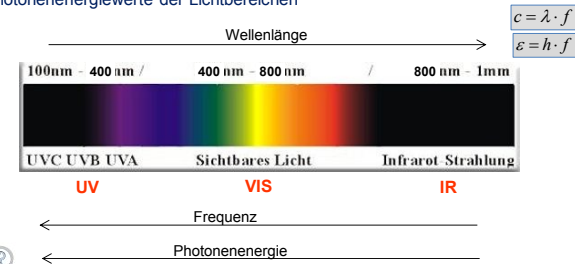 otonenenergiewerte der Lichtbereichen
c = λ · f
Wellenlänge
ε = h · f
100nm - 400 nm / 400 nm - 800 nm / 800 nm - 1mm
UVC UVB UVA Sichtbares Licht Infrarot-Strahlung
UV VIS IR
Frequenz
Photonenenergie
?